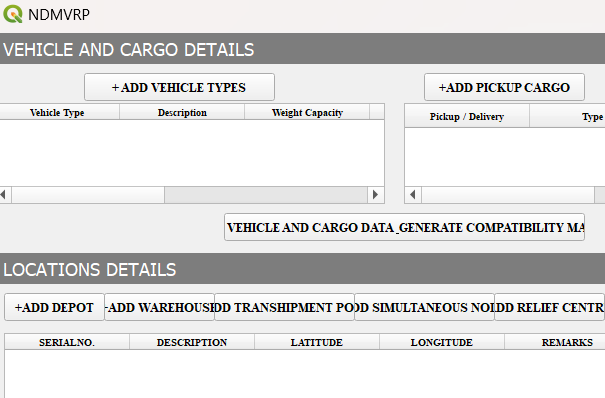 NDMVRP
VEHICLE AND CARGO DETAILS
+ ADD VEHICLE TYPES
+ADD PICKUP CARGO
Vehicle Type Description Weight Capacity
Pickup / Delivery Type
VEHICLE AND CARGO DATA_GENERATE COMPATIBILITY MA
LOCATIONS DETAILS
+ADD DEPOT +ADD WAREHOUSE DD TRANSHIPMENT PO DD SIMULTANEOUS NO DD RELIEF CENTR
SERIALNO. DESCRIPTION LATITUDE LONGITUDE REMARKS